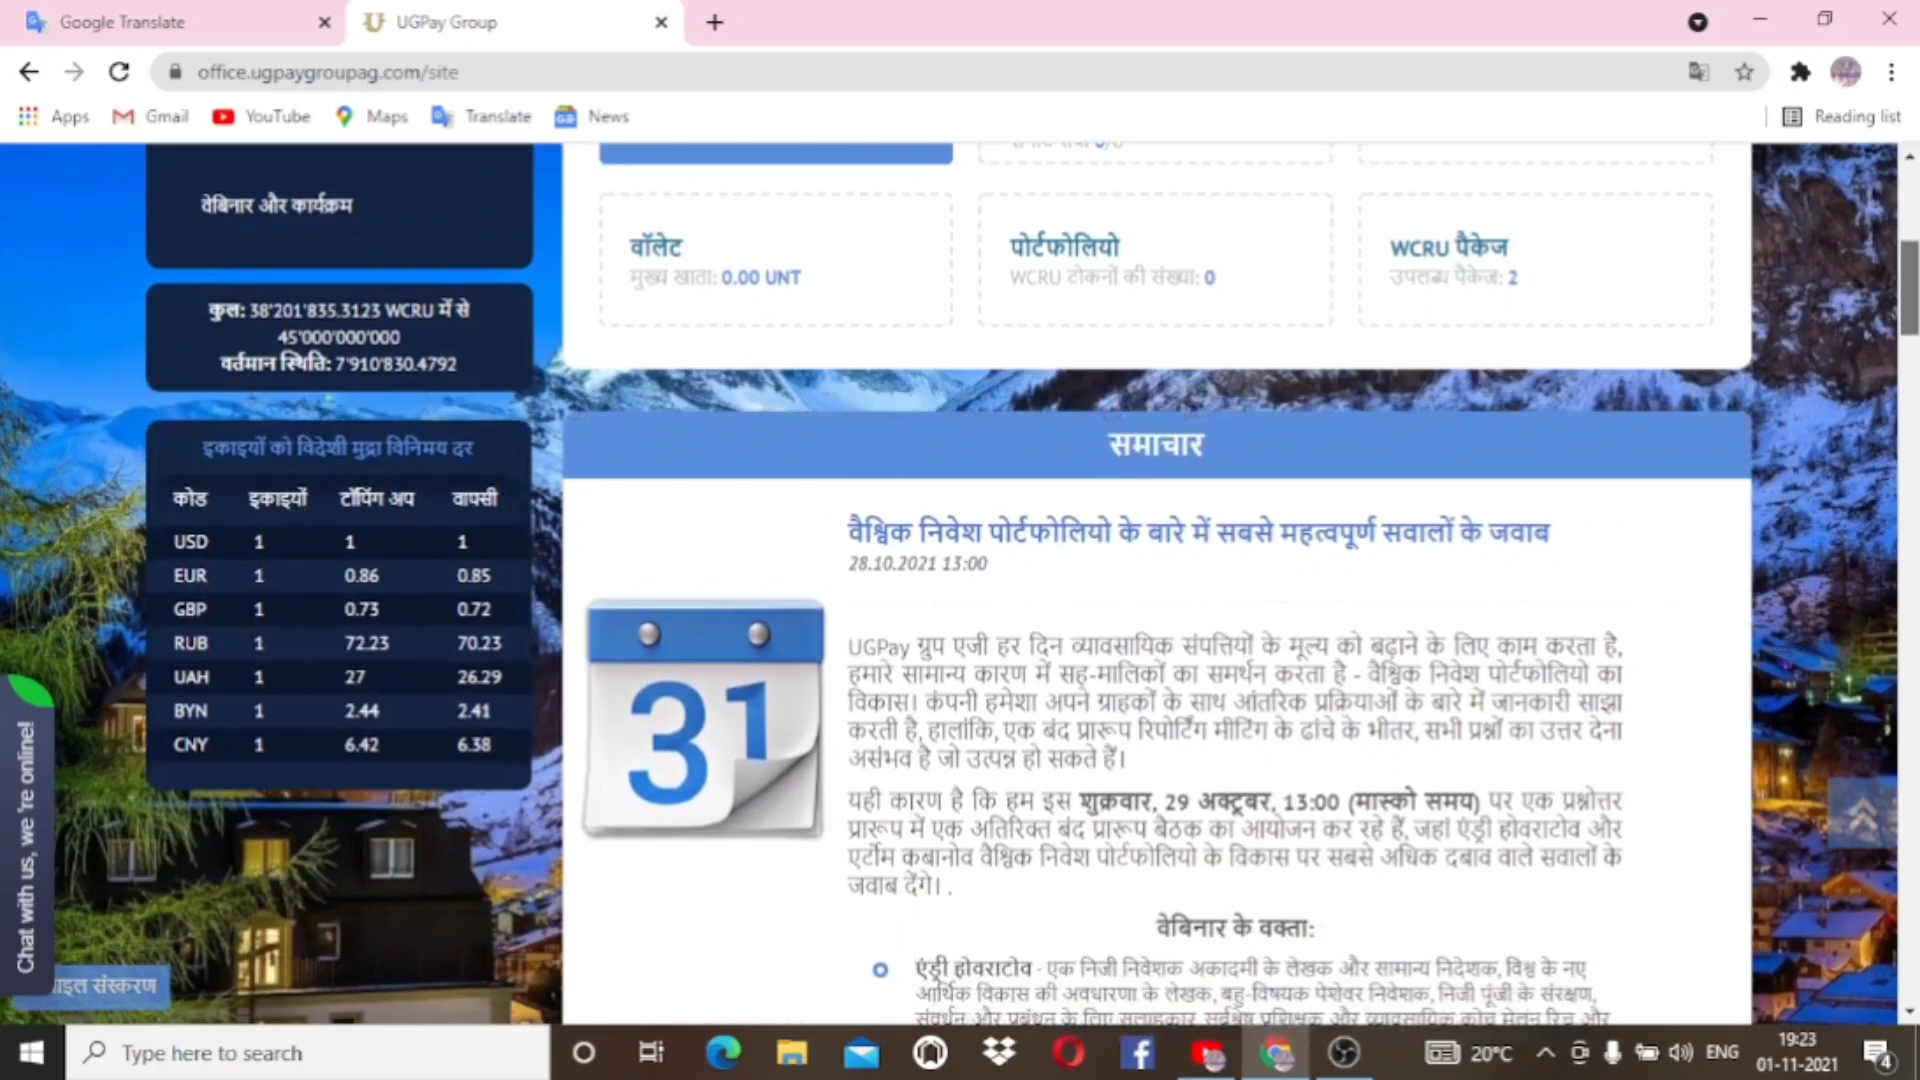 Google Translate
UGPay Group
office.ugpaygroupag.com/site
Apps
Gmail
YouTube
Maps
Translate
News
Reading list
वेबिनार और कार्यक्रम
वॉलेट
मुख्य खाता: 0.00 UNT
पोर्टफोलियो
WCRU टोकनों की संख्या: 0
WCRU पैकेज
उपलब्ध पैकेज: 2
कुल: 38'201'835.3123 WCRU में से
45'000'000'000
वर्तमान स्थिति: 7'910'830.4792
इकाइयों को विदेशी मुद्रा विनिमय दर
कोड इकाइयों टॉपिंग अप वापसी
USD 1 1 1
EUR 1 0.86 0.85
GBP 1 0.73 0.72
RUB 1 72.23 70.23
UAH 1 27 26.29
BYN 1 2.44 2.41
CNY 1 6.42 6.38
समाचार
वैश्विक निवेश पोर्टफोलियो के बारे में सबसे महत्वपूर्ण सवालों के जवाब
28.10.2021 13:00
31
UGPay ग्रुप एजी हर दिन व्यावसायिक संपत्तियों के मूल्य को बढ़ाने के लिए काम करता है,
हमारे सामान्य कारण में सह-मालिकों का समर्थन करता है - वैश्विक निवेश पोर्टफोलियो का
विकास। कंपनी हमेशा अपने ग्राहकों के साथ आंतरिक प्रक्रियाओं के बारे में जानकारी साझा
करती है, हालांकि, एक बंद प्रारूप रिपोर्टिंग मीटिंग के ढांचे के भीतर, सभी प्रश्नों का उत्तर देना
असंभव है जो उत्पन्न हो सकते हैं।
यही कारण है कि हम इस शुक्रवार, 29 अक्टूबर, 13:00 (मास्को समय) पर एक प्रश्नोत्तर
प्रारूप में एक अतिरिक्त बंद प्रारूप बैठक का आयोजन कर रहे हैं, जहां एंड्री होवराटोव और
एर्टोम कबानोव वैश्विक निवेश पोर्टफोलियो के विकास पर सबसे अधिक दबाव वाले सवालों के
जवाब देंगे। .
वेबिनार के वक्ता:
एंड्री होवराटोव - एक निजी निवेशक अकादमी के लेखक और सामान्य निदेशक, विश्व के नए
आर्थिक विकास की अवधारणा के लेखक, बहु-विषयक पेशेवर निवेशक, निजी पूंजी के संरक्षण,
संवर्धन और प्रबंधन के लिए सलाहकार,
Chat with us, we're online!
संस्करण
Type here to search
20°C
ENG
19:23
01-11-2021
4